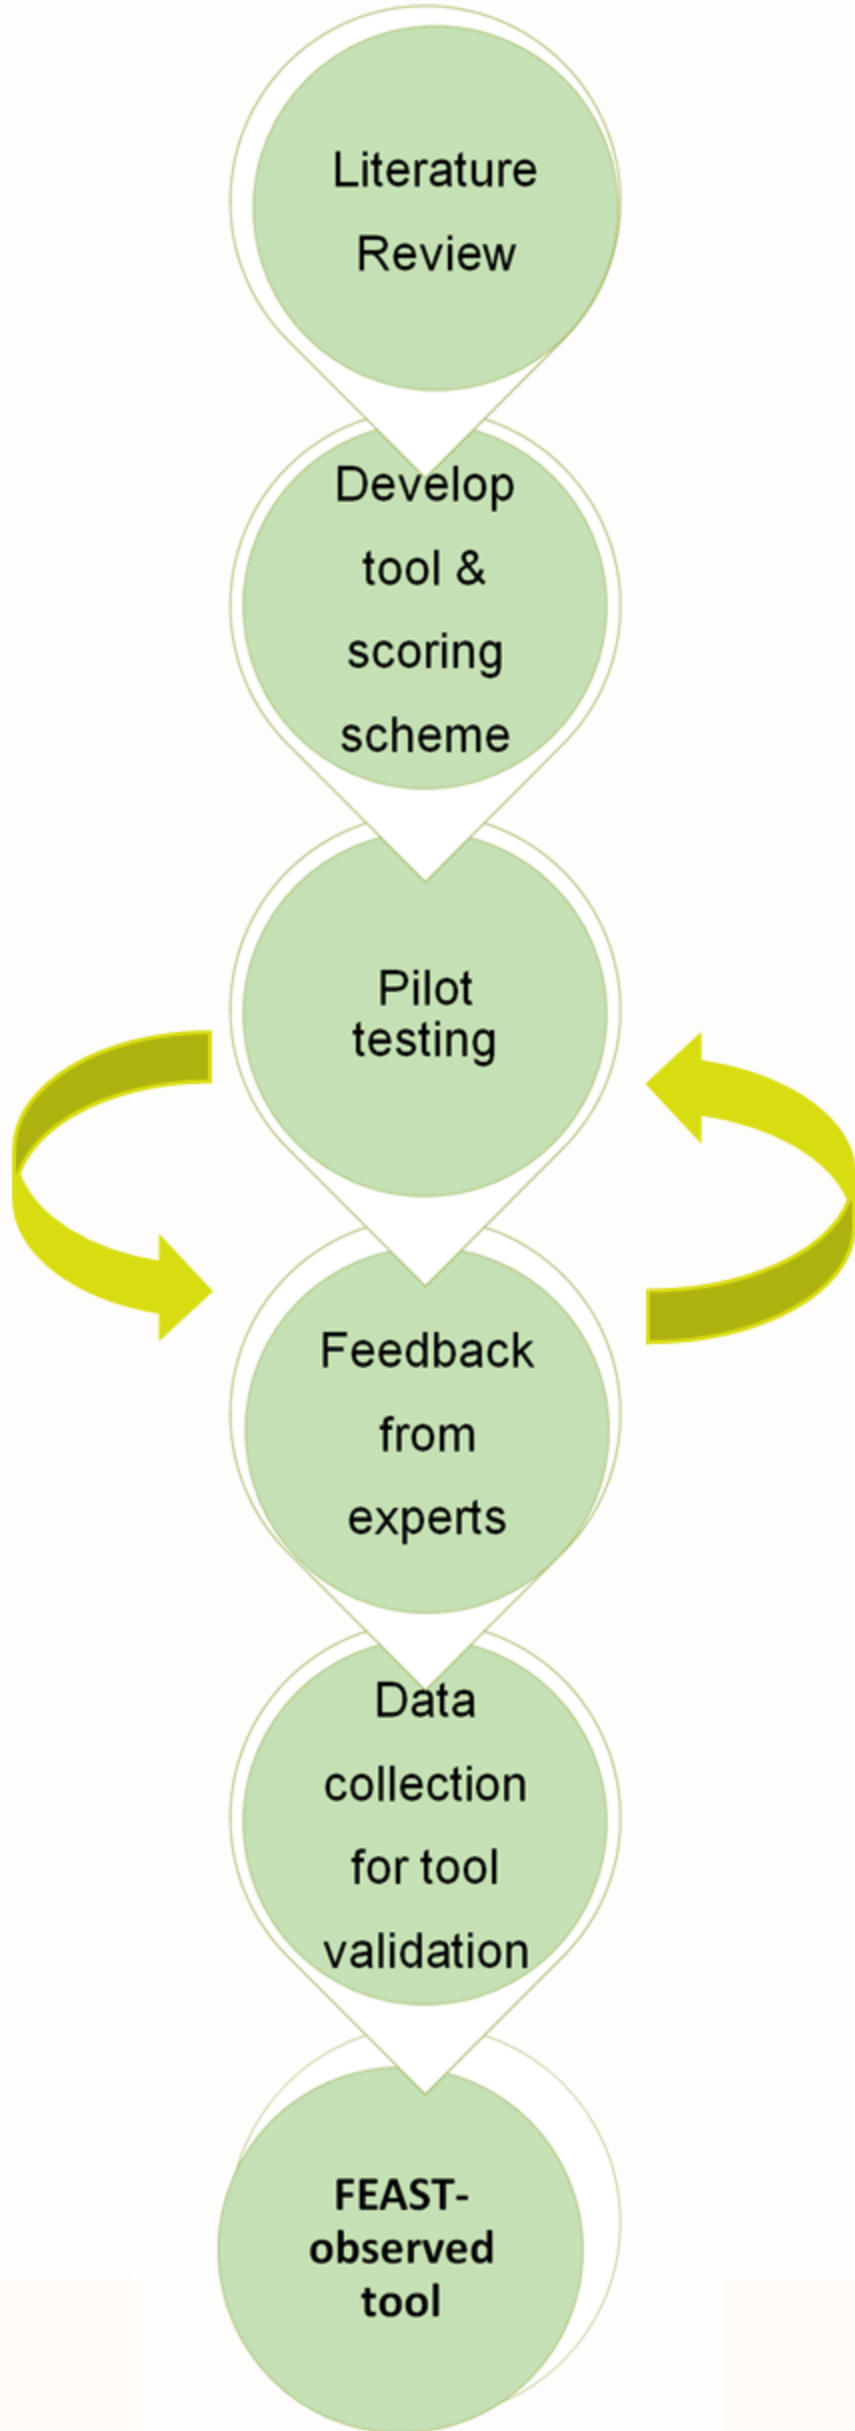 Literature
Review
Develop
tool &
scoring
scheme
Pilot
testing
Feedback
from
experts
Data
collection
for tool
validation
FEAST-
observed
tool